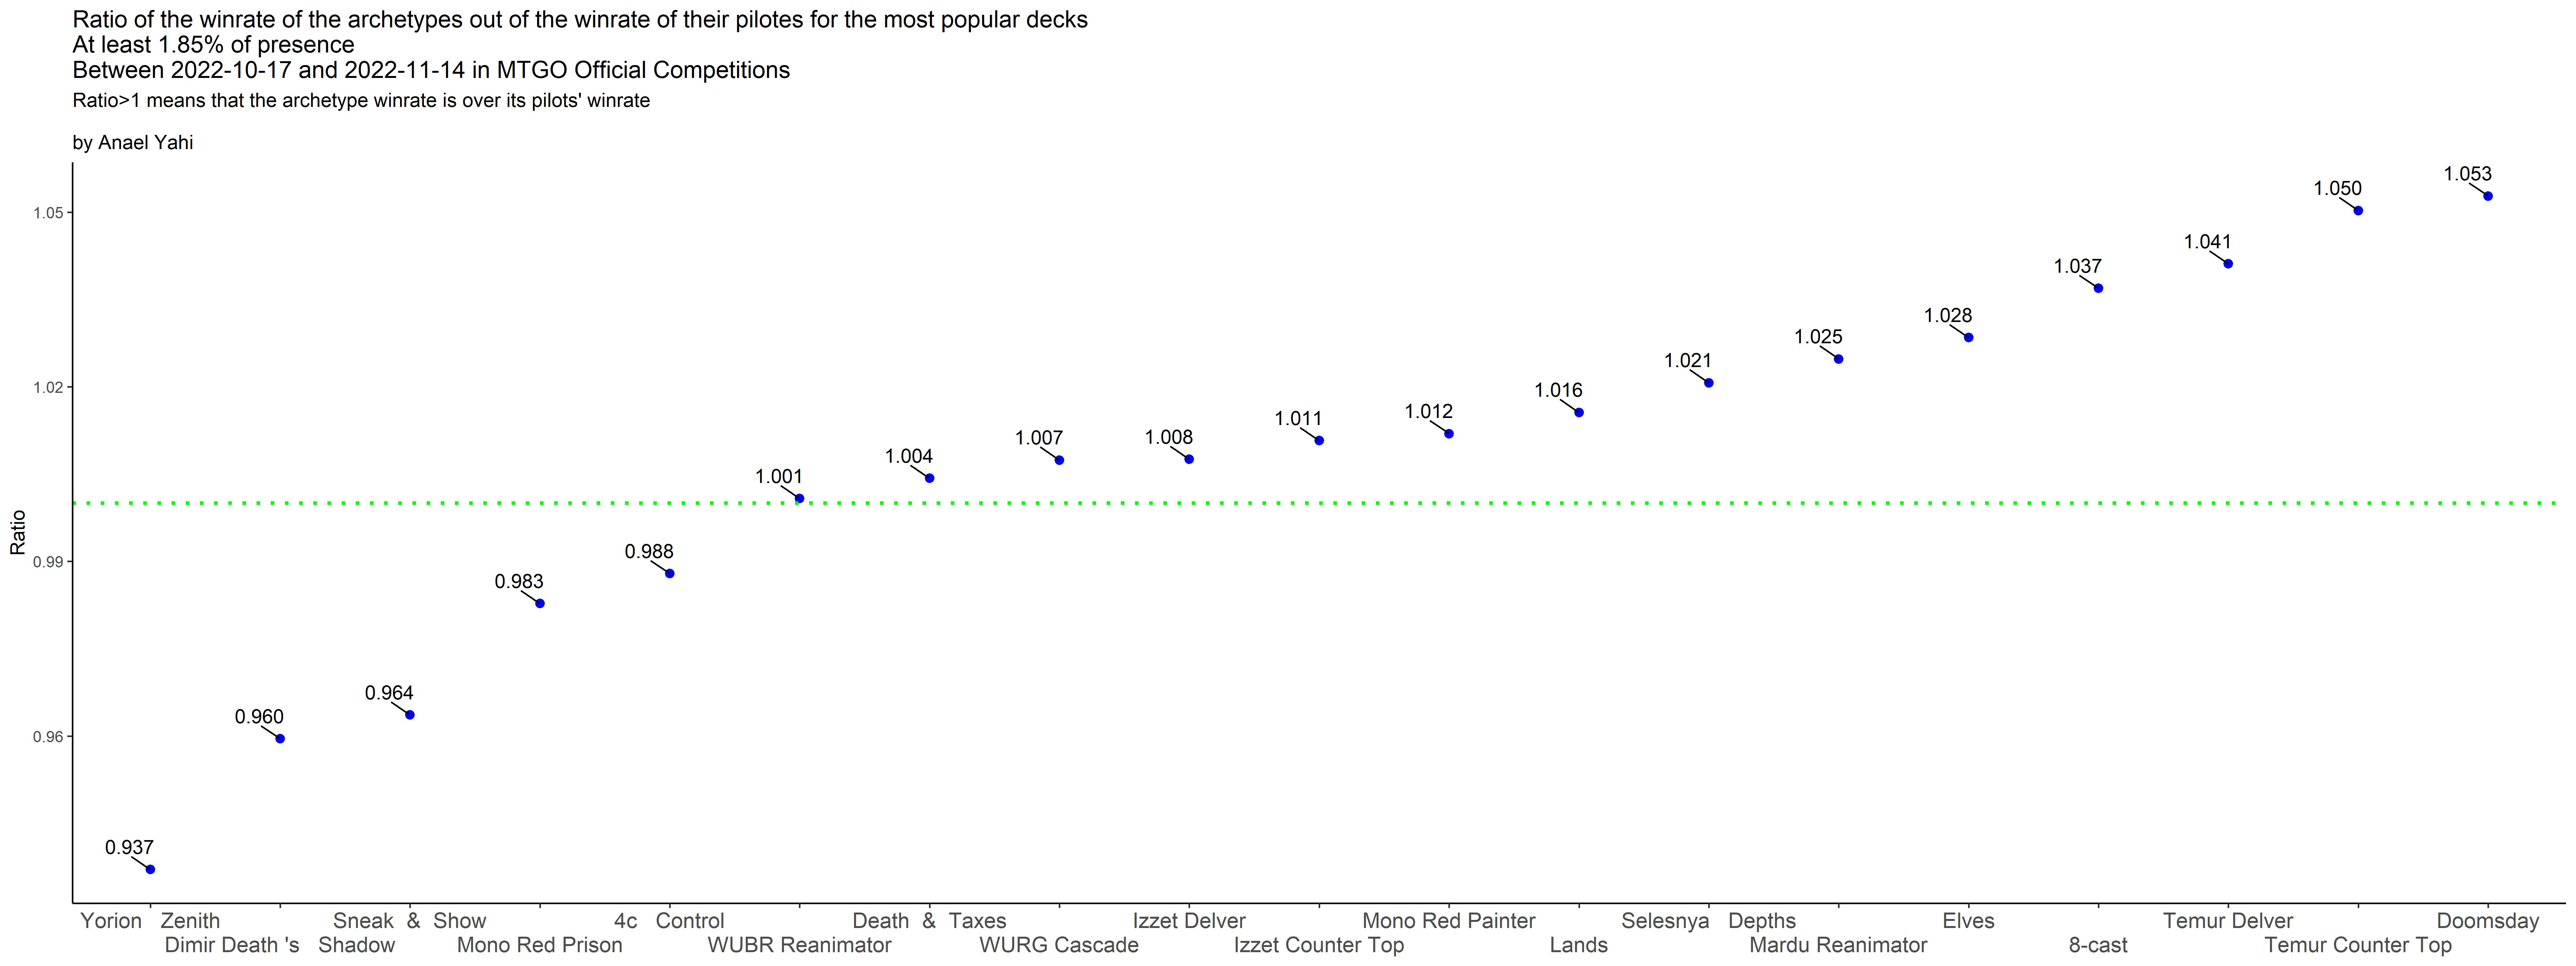 Ratio of the winrate of the archetypes out of the winrate of their pilotes for the most popular decks
At least 1.85% of presence
Between 2022-10-17 and 2022-11-14 in MTGO Official Competitions
Ratio>1 means that the archetype winrate is over its pilots' winrate
by Anael Yahi
Ratio
1.05
1.02
0.99
0.96
0.937
0.960
0.964
0.983
0.988
1.001
1.004
1.007
1.008
1.011
1.012
1.016
1.021
1.025
1.028
1.037
1.041
1.050
1.053
Yorion Zenith
Dimir Death 's Shadow
Sneak & Show
Mono Red Prison
4c Control
WUBR Reanimator
Death & Taxes
WURG Cascade
Izzet Delver
Izzet Counter Top
Mono Red Painter
Lands
Selesnya Depths
Mardu Reanimator
Elves
8-cast
Temur Delver
Temur Counter Top
Doomsday